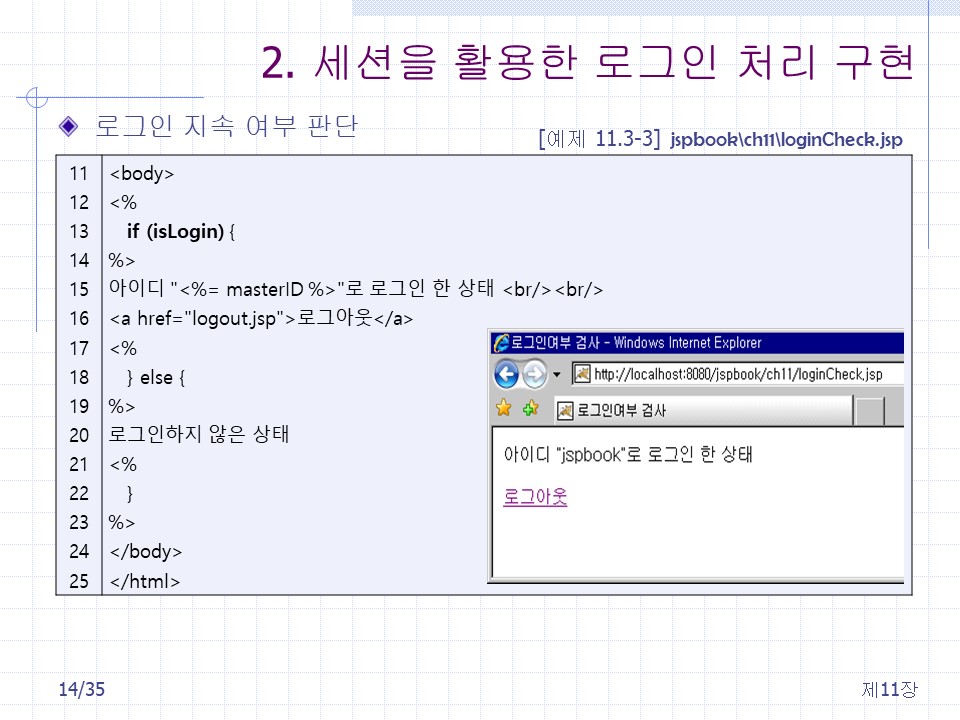 2. 세션을 활용한 로그인 처리 구현
로그인 지속 여부 판단
[예제 11.3-3] jspbook\ch11\loginCheck.jsp
11 <body>
12 <%
13 if (isLogin) {
14 %>
15 아이디 "<%= masterID %>"로 로그인 한 상태 <br/><br/>
16 <a href="logout.jsp">로그아웃</a>
17 <%
18 } else {
19 %>
20 로그인하지 않은 상태
21 <%
22 }
23 %>
24 </body>
25 </html>
로그인여부 검사 - Windows Internet Explorer
http://localhost:8080/jspbook/ch11/loginCheck.jsp
로그인여부 검사
아이디 "jspbook"로 로그인 한 상태
로그아웃
14/35
제11장